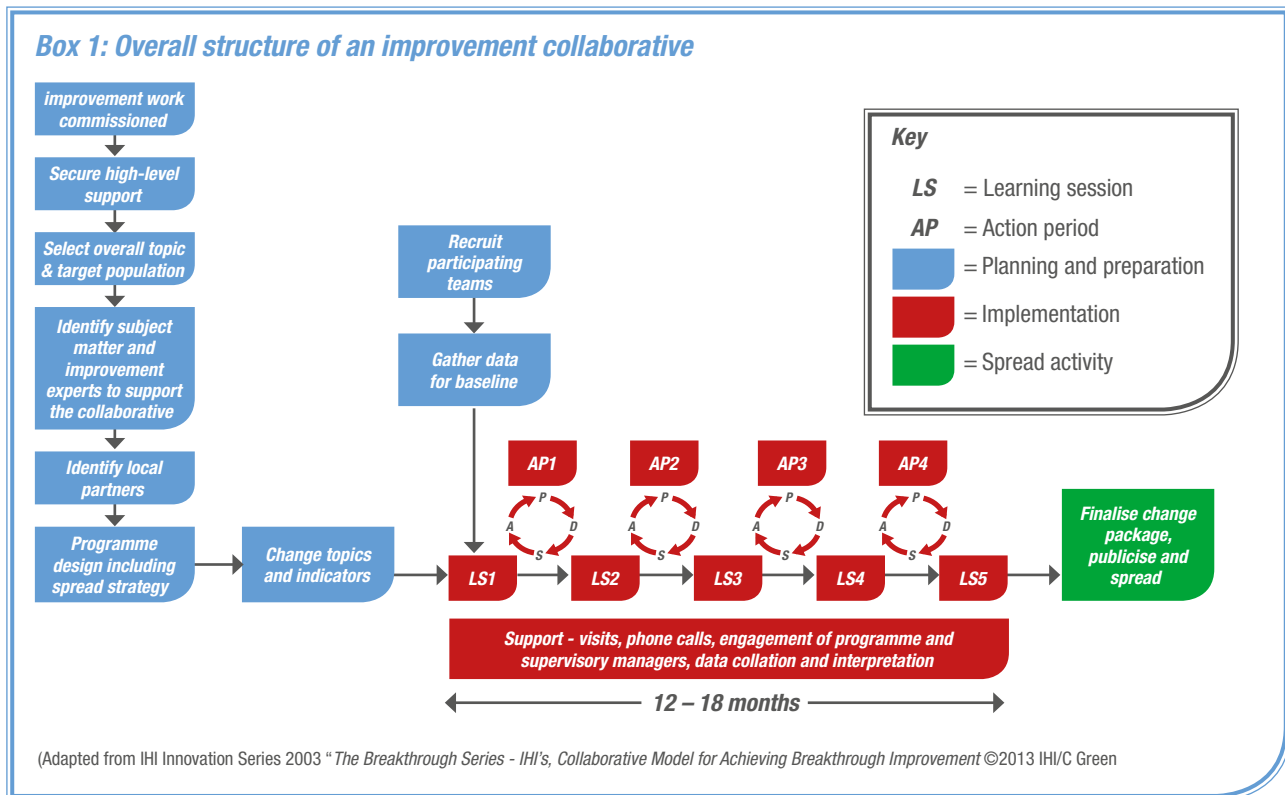 Box 1: Overall structure of an improvement collaborative
improvement work
commissioned
Secure high-level
support
Select overall topic
& target population
Identify subject
matter and
improvement
experts to support
the collaborative
Identify local
partners
Programme
design including
spread strategy
Change topics
and indicators
Recruit
participating
teams
Gather data
for baseline
Key
LS = Learning session
AP = Action period
= Planning and preparation
= Implementation
= Spread activity
AP1
AP2
AP3
AP4
P
A D
S
P
A D
S
P
A D
S
P
A D
S
LS1
LS2
LS3
LS4
LS5
Finalise change
package,
publicise and
spread
Support - visits, phone calls, engagement of programme and
supervisory managers, data collation and interpretation
12 – 18 months
(Adapted from IHI Innovation Series 2003 “The Breakthrough Series - IHI's, Collaborative Model for Achieving Breakthrough Improvement ©2013 IHI/C Green